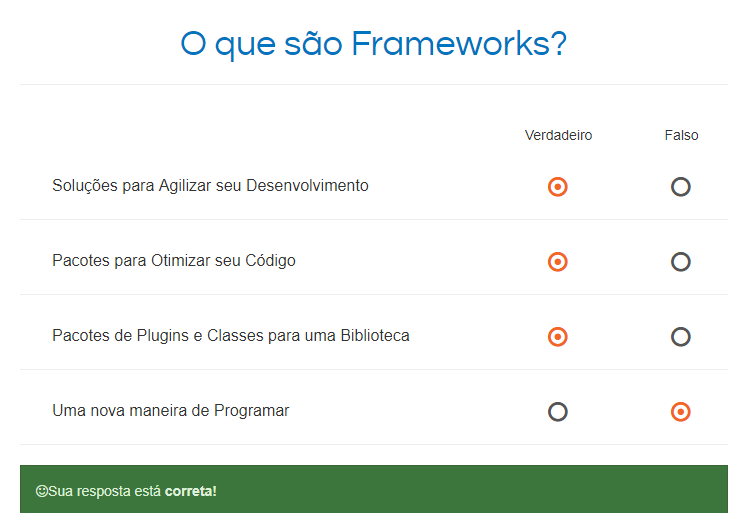 O que são Frameworks?
Verdadeiro Falso
Soluções para Agilizar seu Desenvolvimento
Pacotes para Otimizar seu Código
Pacotes de Plugins e Classes para uma Biblioteca
Uma nova maneira de Programar
Sua resposta está correta!